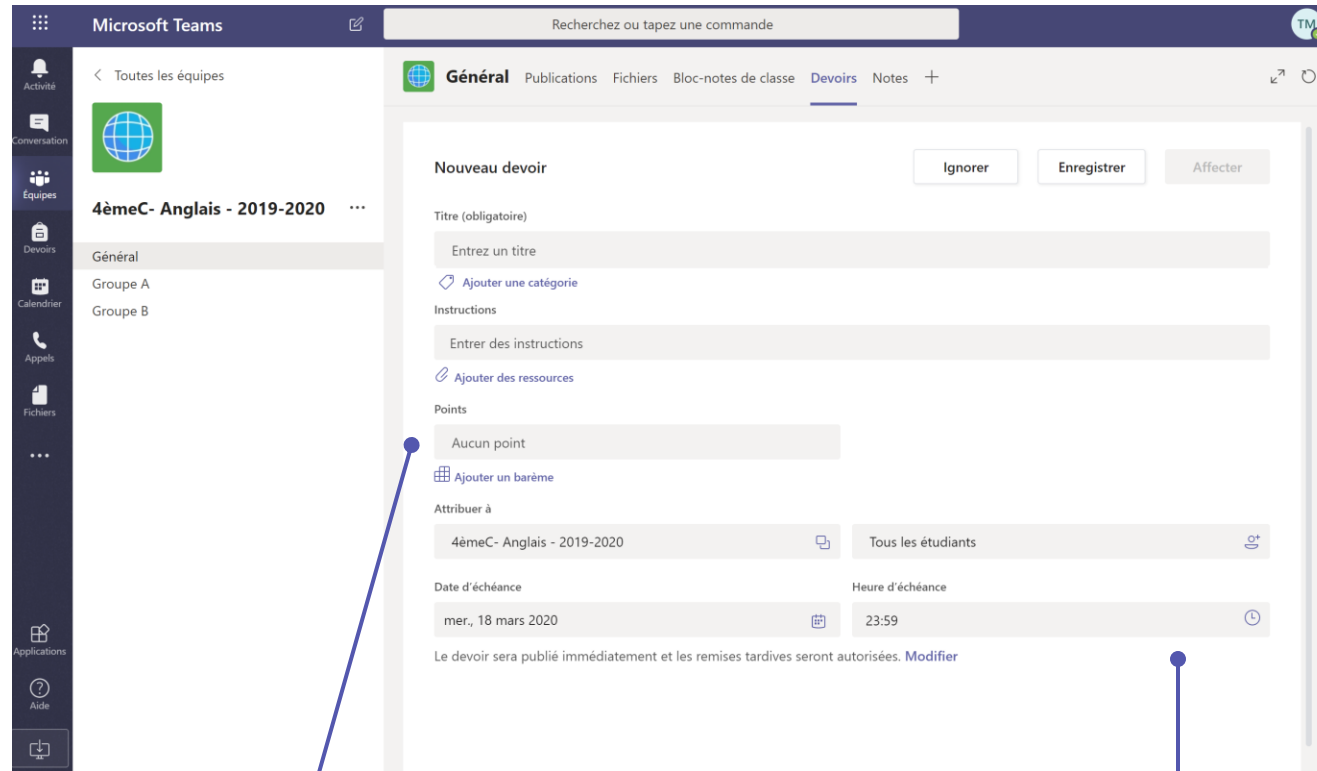 Microsoft Teams
Recherchez ou tapez une commande
TM
Activité
Conversation
Équipes
Devoirs
Calendrier
Appels
Fichiers
Applications
Aide
Toutes les équipes
4èmeC- Anglais - 2019-2020
Général
Groupe A
Groupe B
Général Publications Fichiers Bloc-notes de classe Devoirs Notes
Nouveau devoir Ignorer Enregistrer Affecter
Titre (obligatoire)
Entrez un titre
Ajouter une catégorie
Instructions
Entrer des instructions
Ajouter des ressources
Points
Aucun point
Ajouter un barème
Attribuer à
4émeC- Anglais - 2019-2020 Tous les étudiants
Date d'échéance Heure d'échéance
mer., 18 mars 2020 23:59
Le devoir sera publié immédiatement et les remises tardives seront autorisées. Modifier